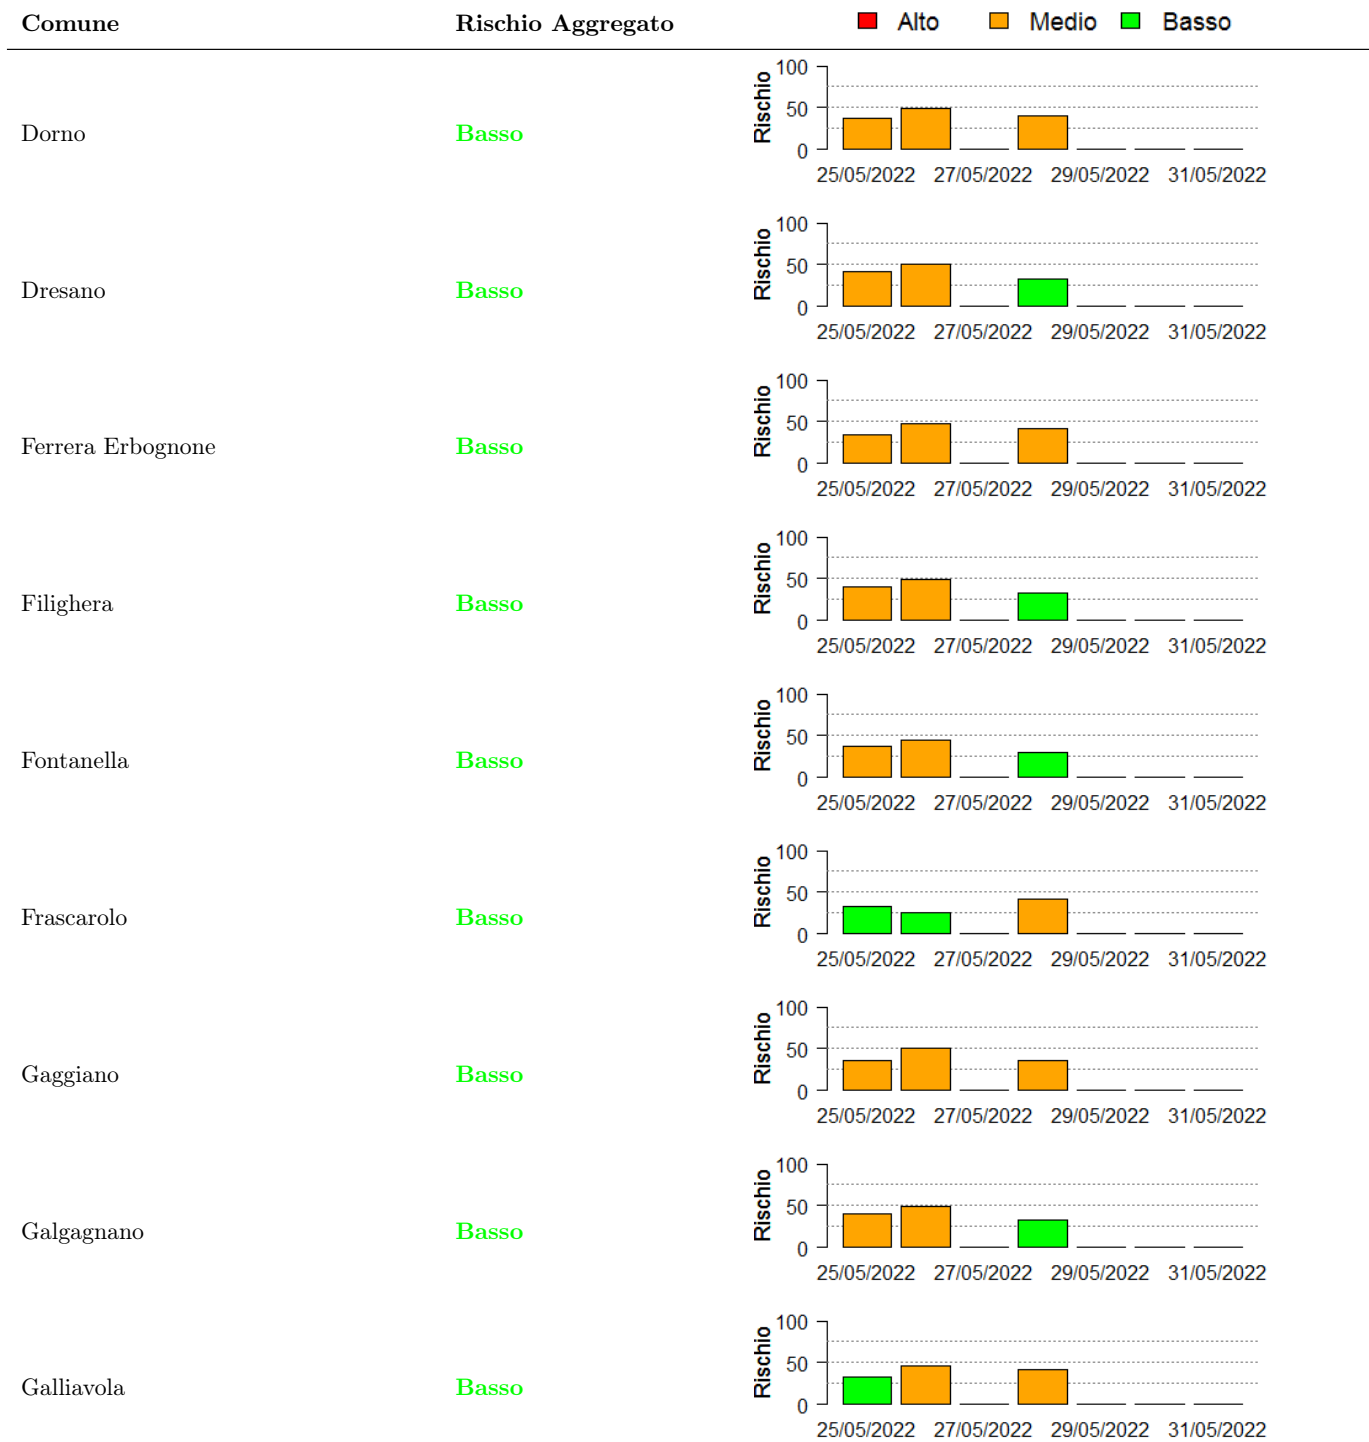 Comune Rischio Aggregato Alto Medio Basso
100
50
0
Rischio
Dorno Basso
25/05/2022 27/05/2022 29/05/2022 31/05/2022
100
50
0
Rischio
Dresano Basso
25/05/2022 27/05/2022 29/05/2022 31/05/2022
100
50
0
Rischio
Ferrera Erbognone Basso
25/05/2022 27/05/2022 29/05/2022 31/05/2022
100
50
0
Rischio
Filighera Basso
25/05/2022 27/05/2022 29/05/2022 31/05/2022
100
50
0
Rischio
Fontanella Basso
25/05/2022 27/05/2022 29/05/2022 31/05/2022
100
50
0
Rischio
Frascarolo Basso
25/05/2022 27/05/2022 29/05/2022 31/05/2022
100
50
0
Rischio
Gaggiano Basso
25/05/2022 27/05/2022 29/05/2022 31/05/2022
100
50
0
Rischio
Galgagnano Basso
25/05/2022 27/05/2022 29/05/2022 31/05/2022
100
50
0
Rischio
Galliavola Basso
25/05/2022 27/05/2022 29/05/2022 31/05/2022